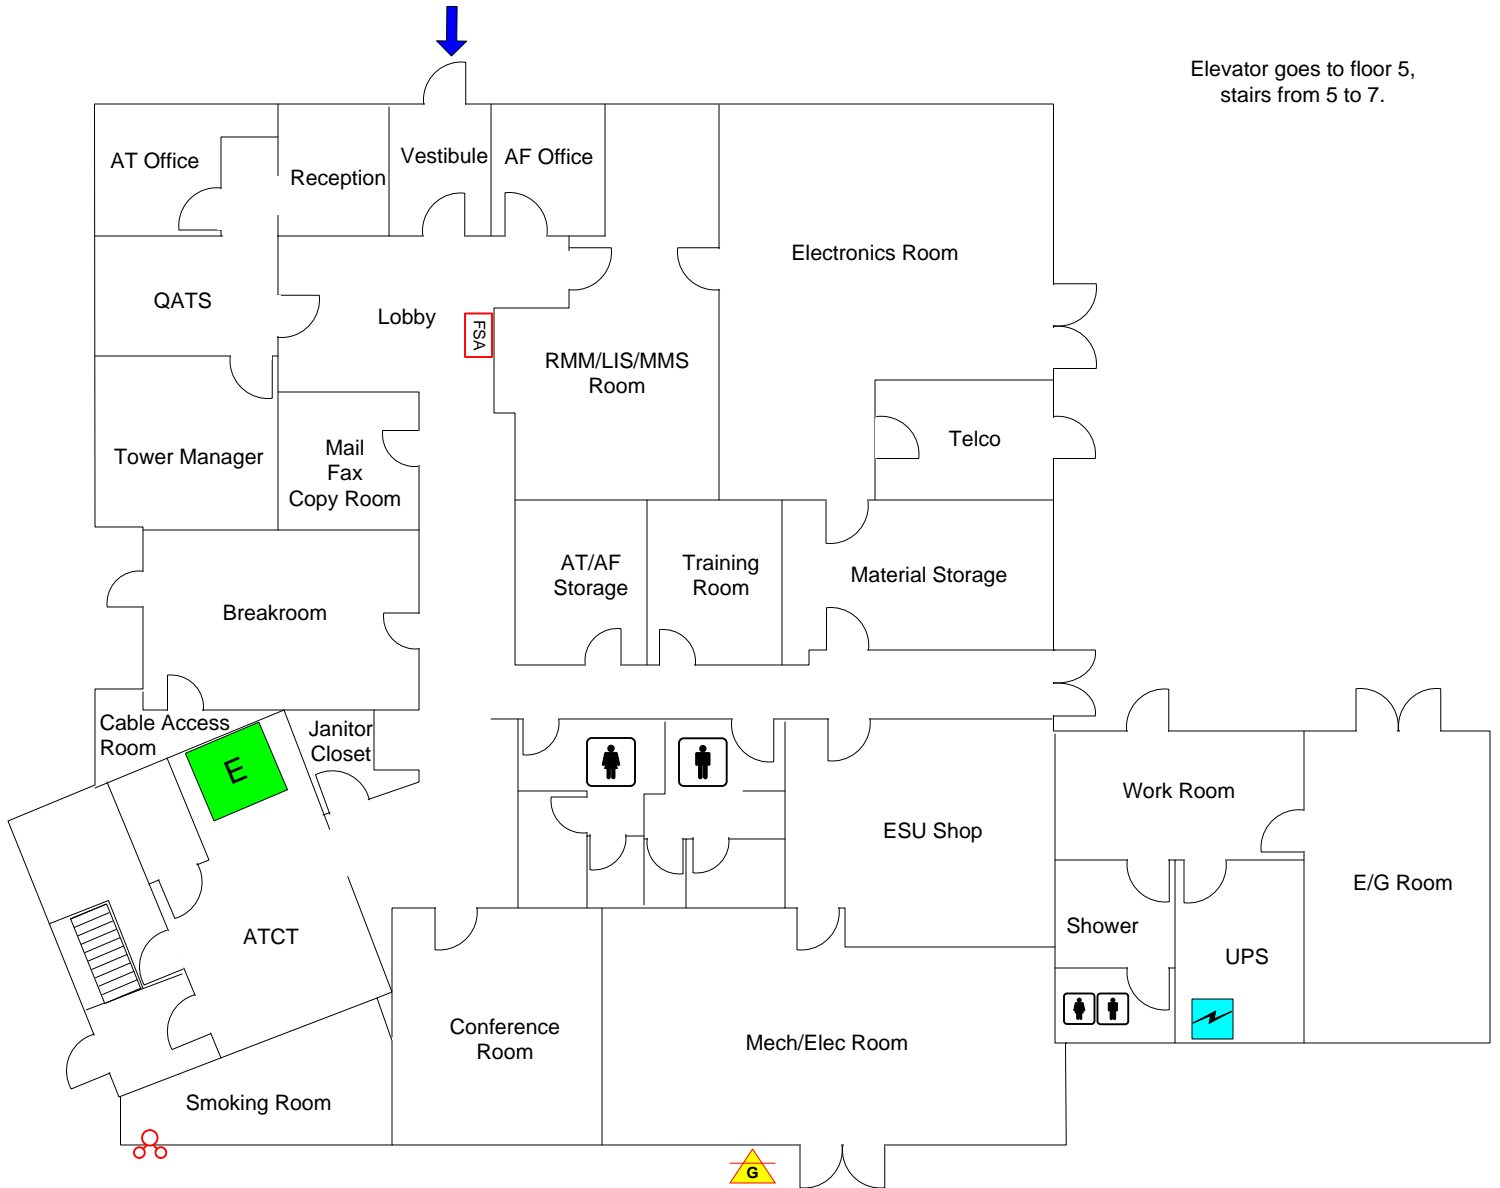 Elevator goes to floor 5,
stairs from 5 to 7.
AT Office
Reception
Vestibule
AF Office
Electronics Room
QATS
Lobby
FSA
RMM/LIS/MMS
Room
Tower Manager
Mail
Fax
Copy Room
Telco
AT/AF
Storage
Training
Room
Material Storage
Breakroom
Cable Access
Room
Janitor
Closet
E
Work Room
ESU Shop
E/G Room
Shower
ATCT
UPS
Conference
Room
Mech/Elec Room
Smoking Room
G